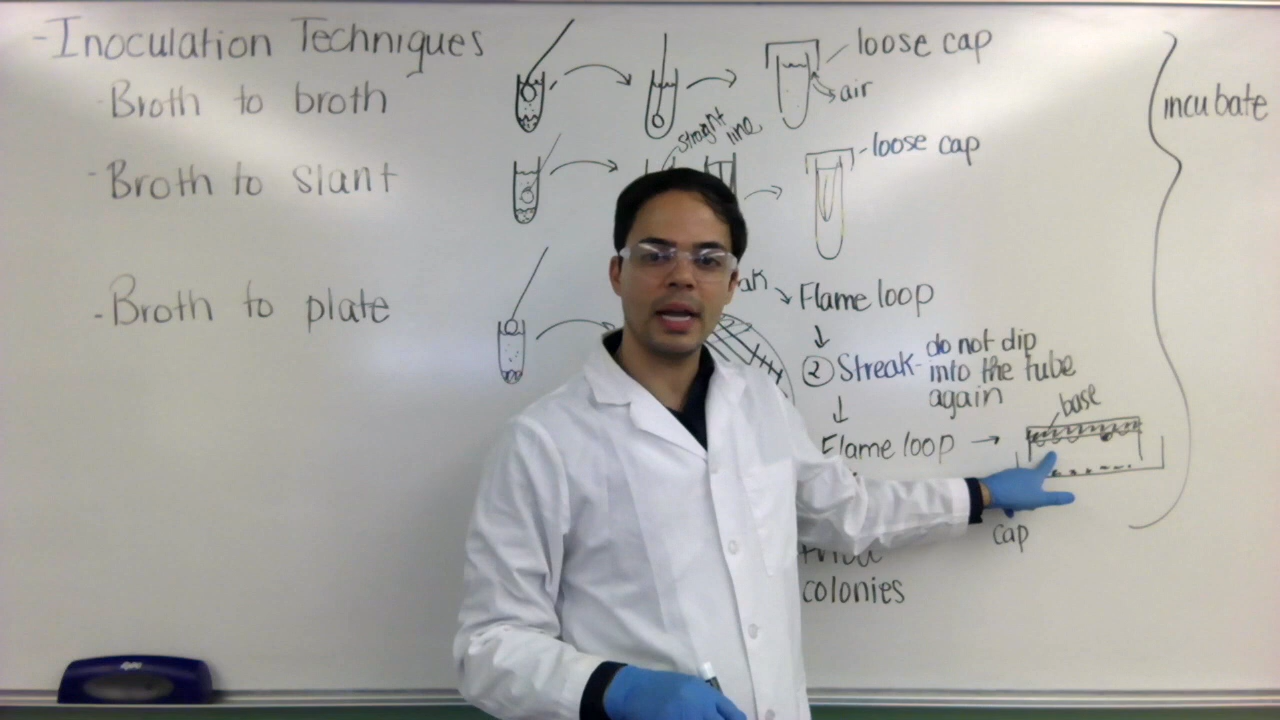 -Inoculation Techniques
-Broth to broth
-Broth to slant
-Broth to plate
loose cap
air
straight line
loose cap
Flame loop
2 Streak- do not dip
into the tube
again
Flame loop
base
cap
colonies
incubate
expo